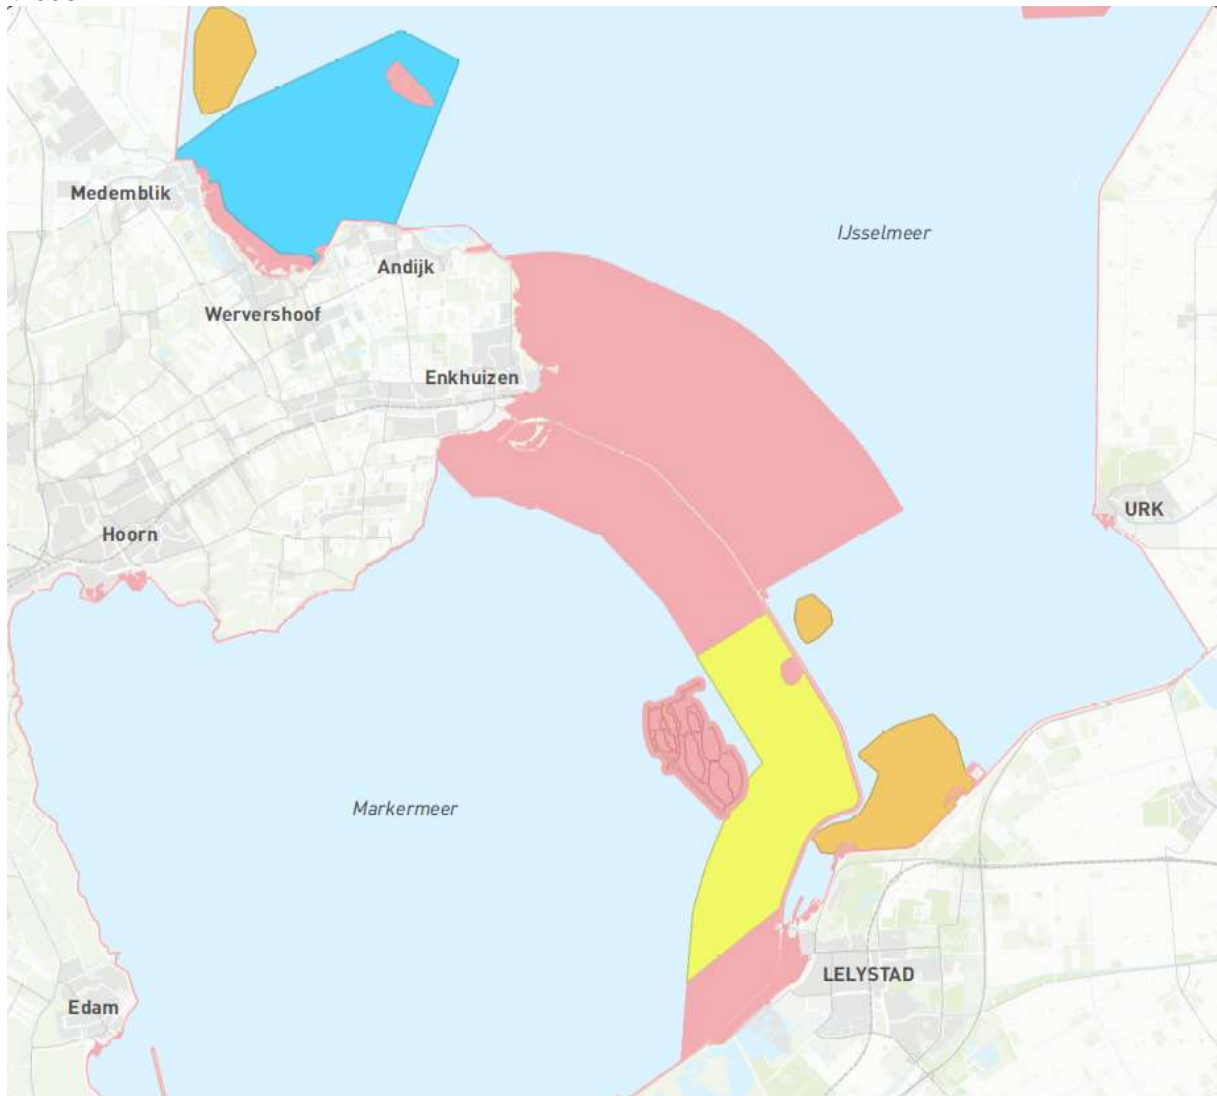 Medemblik
IJsselmeer
Andijk
Wervershoof
Enkhuizen
URK
Hoorn
Markermeer
LELYSTAD
Edam